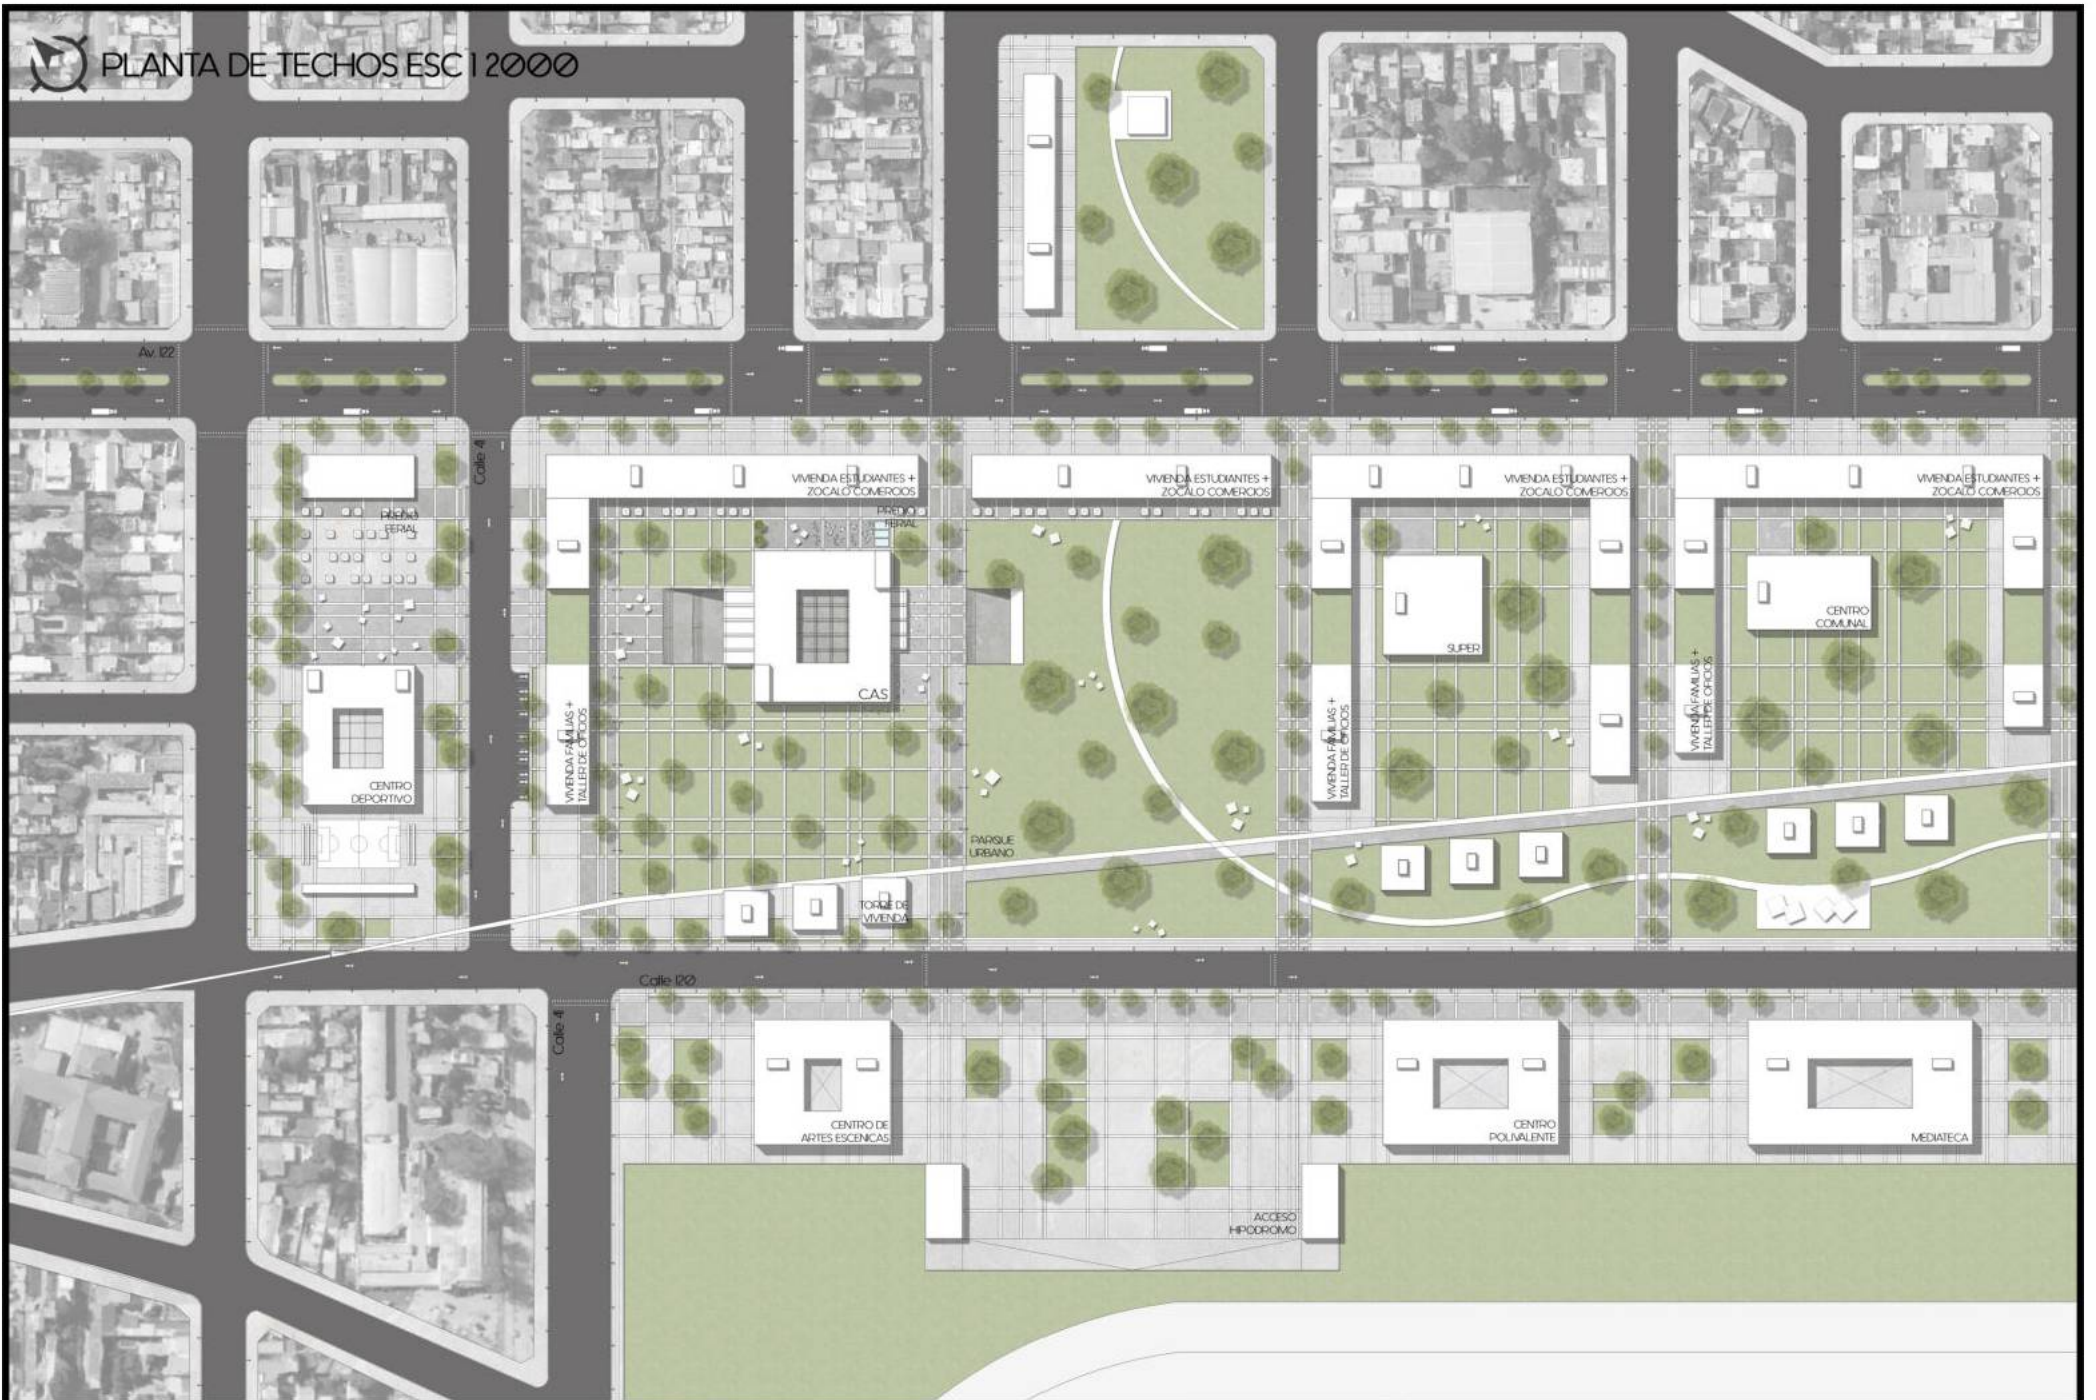 PLANTA DE TECHOS ESC 1 2000
Av. 122
Calle 41
VIVIENDA ESTUDIANTES +
ZOCALO COMERCIOS
VIVIENDA ESTUDIANTES +
ZOCALO COMERCIOS
VIVIENDA ESTUDIANTES +
ZOCALO COMERCIOS
VIVIENDA ESTUDIANTES +
ZOCALO COMERCIOS
PREDIO
FERIAL
PREDIO
FERIAL
CENTRO
COMUNAL
SUPER
C.A.S
VIVIENDA FAMILIAS +
TALLER DE OFICIOS
VIVIENDA FAMILIAS +
TALLER DE OFICIOS
VIVIENDA FAMILIAS +
TALLER DE OFICIOS
CENTRO
DEPORTIVO
PARQUE
URBANO
TORRE DE
VIVIENDA
Calle 120
Calle 41
CENTRO DE
ARTES ESCENICAS
CENTRO
POLIVALENTE
MEDIATECA
ACCESO
HIPODROMO